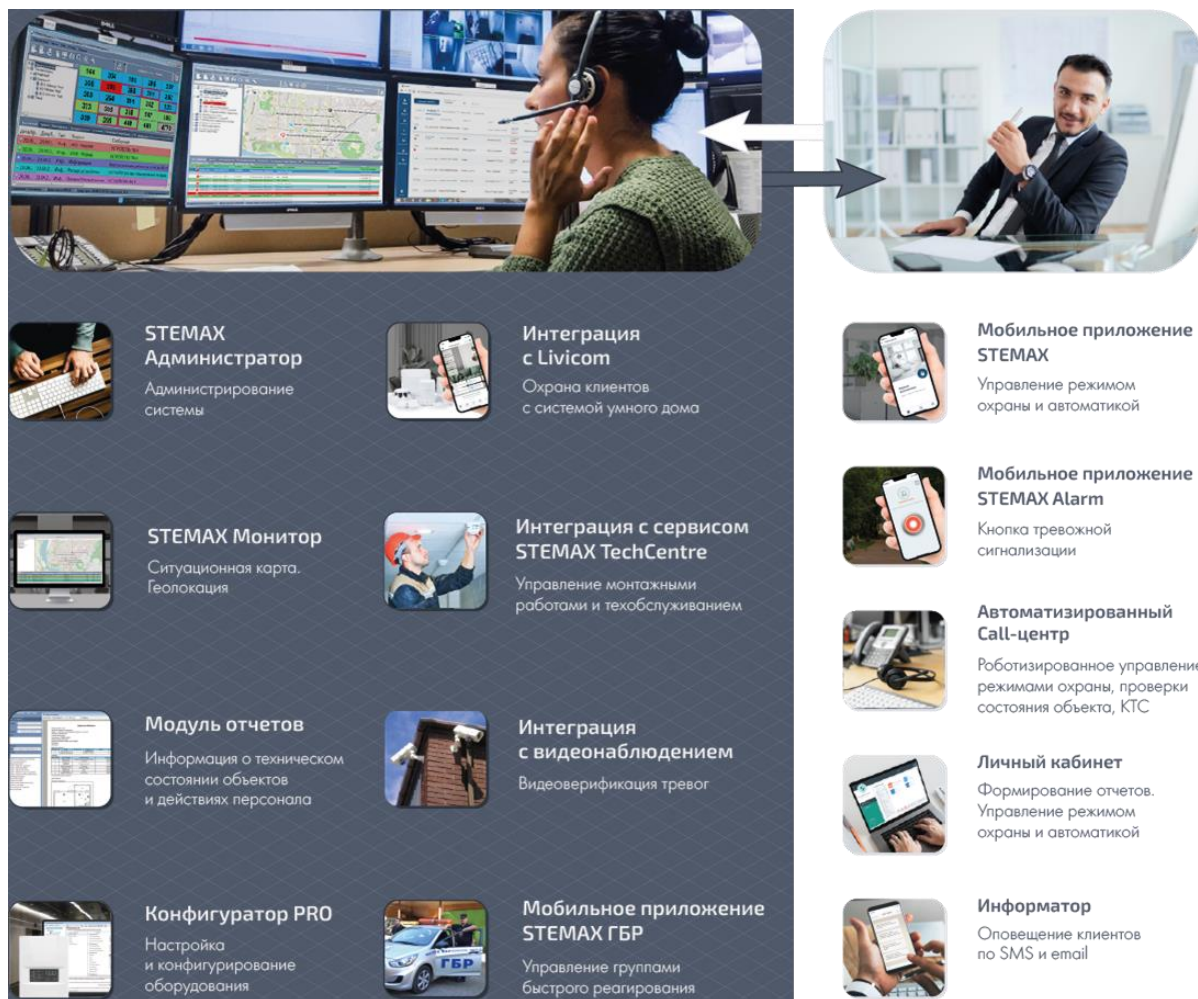 STEMAX
Администратор
Администрирование
системы
Интеграция
с Livicom
Охрана клиентов
с системой умного дома
Мобильное приложение
STEMAX
Управление режимом
охраны и автоматикой
STEMAX Монитор
Ситуационная карта.
Геолокация
Интеграция с сервисом
STEMAX TechCentre
Управление монтажными
работами и техобслуживанием
Мобильное приложение
STEMAX Alarm
Кнопка тревожной
сигнализации
Автоматизированный
Call-центр
Роботизированное управление
режимами охраны, проверки
состояния объекта, КТС
Модуль отчетов
Информация о техническом
состоянии объектов
и действиях персонала
Интеграция
с видеонаблюдением
Видеоверификация тревог
Личный кабинет
Формирование отчетов.
Управление режимом
охраны и автоматикой
Конфигуратор PRO
Настройка
и конфигурирование
оборудования
ГБР
Мобильное приложение
STEMAX ГБР
Управление группами
быстрого реагирования
Информатор
Оповещение клиентов
по SMS и email